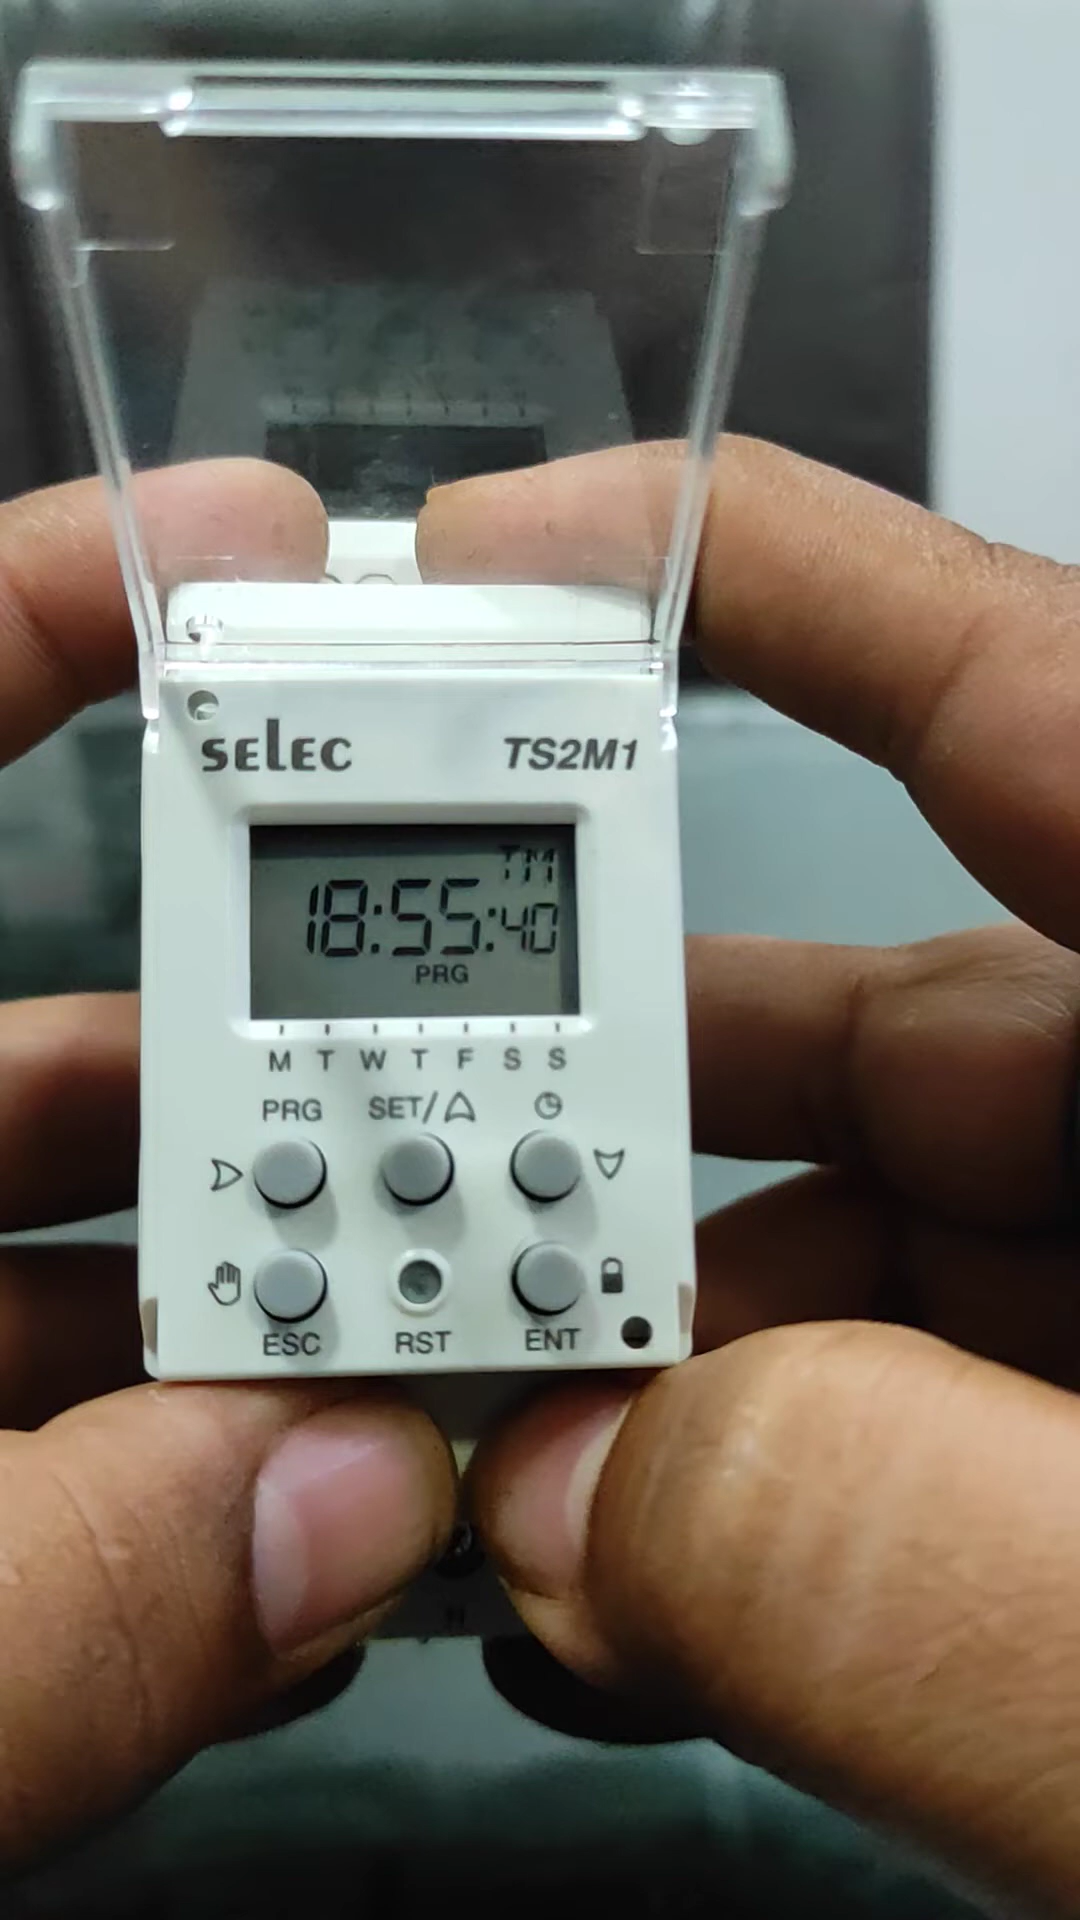 SELEC TS2M1
TM
18:55:40
PRG
M T W T F S S
PRG SET/
ESC RST ENT